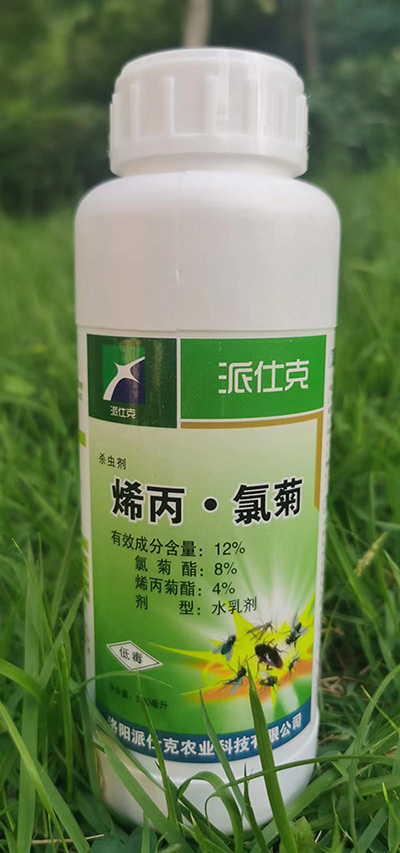 派仕克
派仕克
杀虫剂
烯丙·氯菊
有效成分含量：12%
氯菊酯：8%
烯丙菊酯：4%
剂型：水乳剂
低毒
洛阳派仕克农业科技有限公司